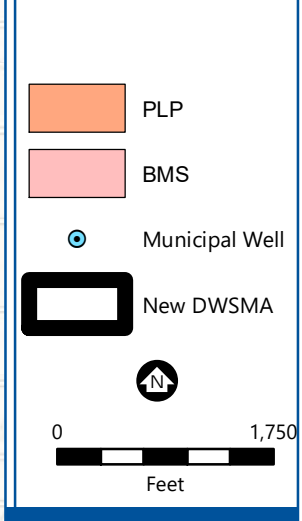 PLP
BMS
Municipal Well
New DWSMA
N
0 1,750
Feet